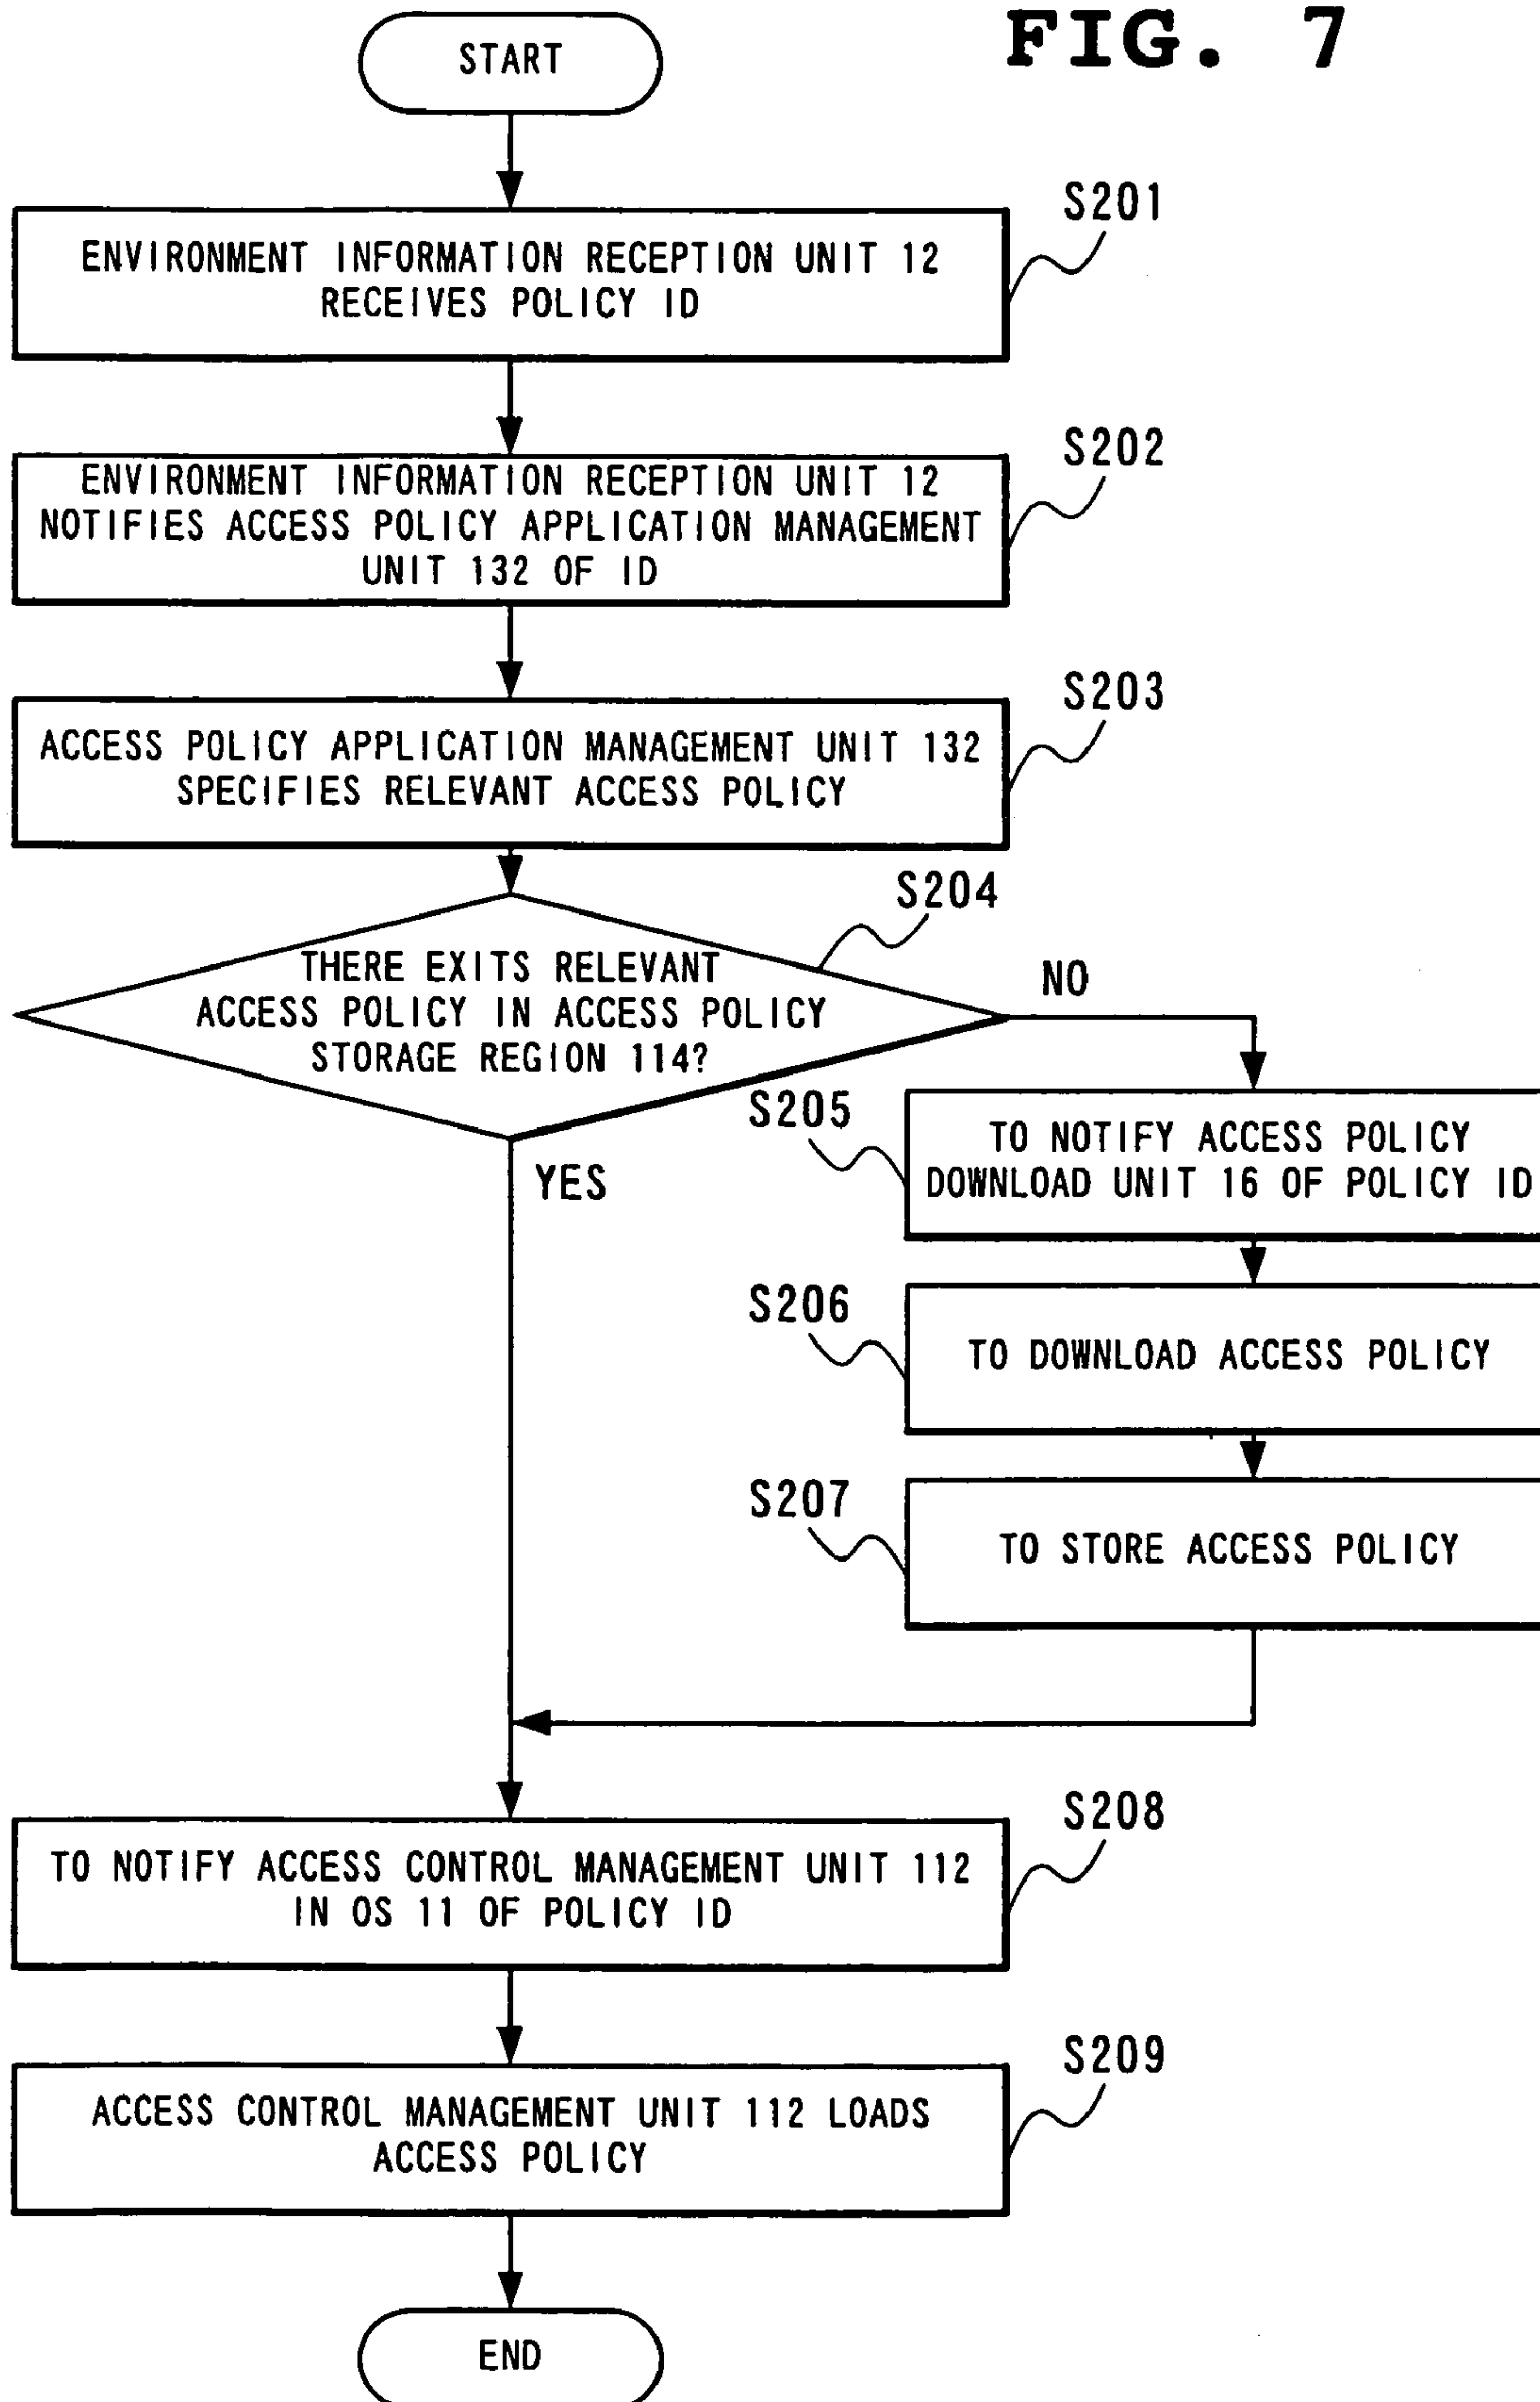 FIG. 7
START
S201
ENVIRONMENT INFORMATION RECEPTION UNIT 12
RECEIVES POLICY ID
S202
ENVIRONMENT INFORMATION RECEPTION UNIT 12
NOTIFIES ACCESS POLICY APPLICATION MANAGEMENT
UNIT 132 OF ID
S203
ACCESS POLICY APPLICATION MANAGEMENT UNIT 132
SPECIFIES RELEVANT ACCESS POLICY
S204
THERE EXITS RELEVANT
ACCESS POLICY IN ACCESS POLICY
STORAGE REGION 114?
NO
YES
S205
TO NOTIFY ACCESS POLICY
DOWNLOAD UNIT 16 OF POLICY ID
S206
TO DOWNLOAD ACCESS POLICY
S207
TO STORE ACCESS POLICY
S208
TO NOTIFY ACCESS CONTROL MANAGEMENT UNIT 112
IN OS 11 OF POLICY ID
S209
ACCESS CONTROL MANAGEMENT UNIT 112 LOADS
ACCESS POLICY
END